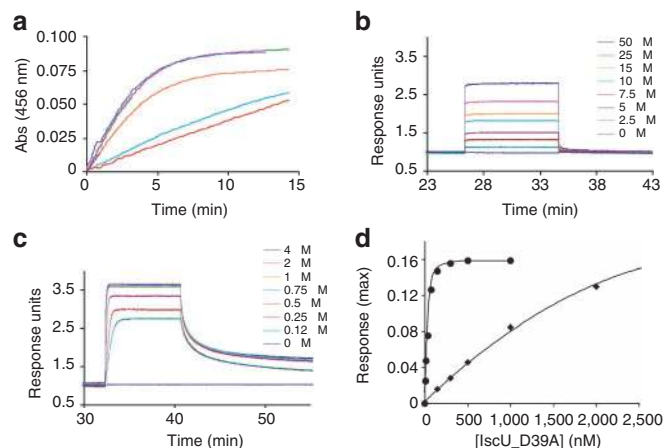 a
0.100
0.075
0.050
0.025
0
Abs (456 nm)
0 5 10 15
Time (min)
b
3.5
2.5
1.5
0.5
Response units
50 M
25 M
15 M
10 M
7.5 M
5 M
2.5 M
0 M
23 28 33 38 43
Time (min)
c
3.5
2.5
1.5
0.5
Response units
4 M
2 M
1 M
0.75 M
0.5 M
0.25 M
0.12 M
0 M
30 40 50
Time (min)
d
0.16
0.12
0.08
0.04
0
Response (max)
0 500 1,000 1,500 2,000 2,500
[IscU_D39A] (nM)